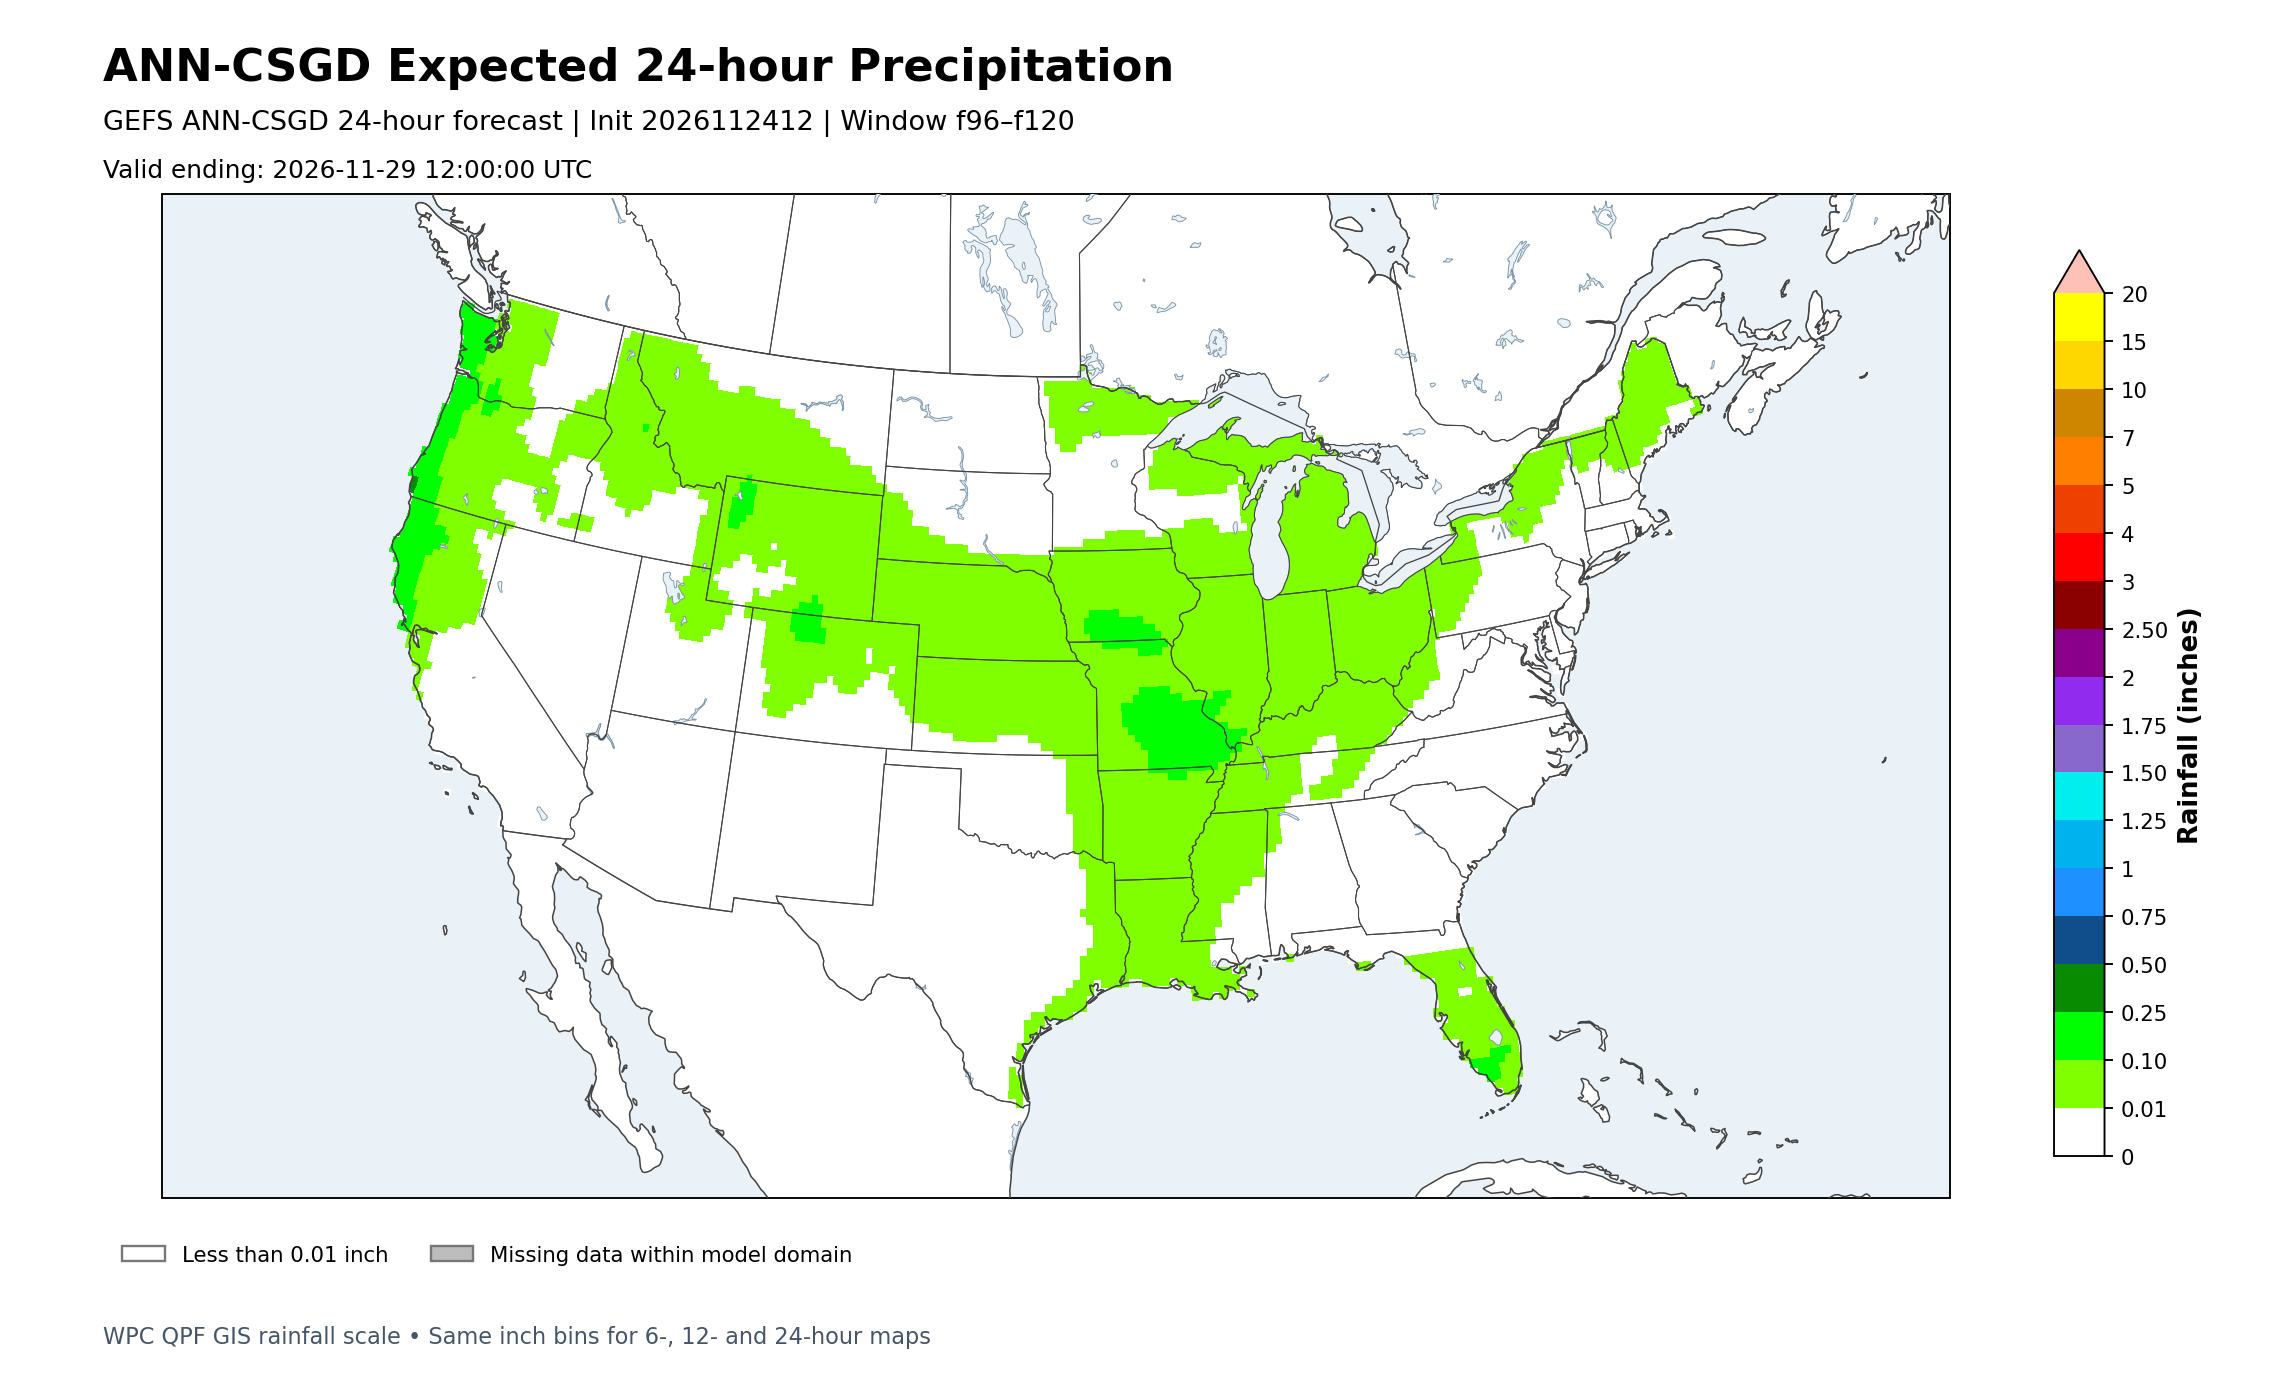 ANN-CSGD Expected 24-hour Precipitation
GEFS ANN-CSGD 24-hour forecast | Init 2026112412 | Window f96–f120
Valid ending: 2026-11-29 12:00:00 UTC
20
15
10
7
5
4
3
2.50
2
1.75
1.50
1.25
1
0.75
0.50
0.25
0.10
0.01
0
Rainfall (inches)
Less than 0.01 inch
Missing data within model domain
WPC QPF GIS rainfall scale • Same inch bins for 6-, 12- and 24-hour maps